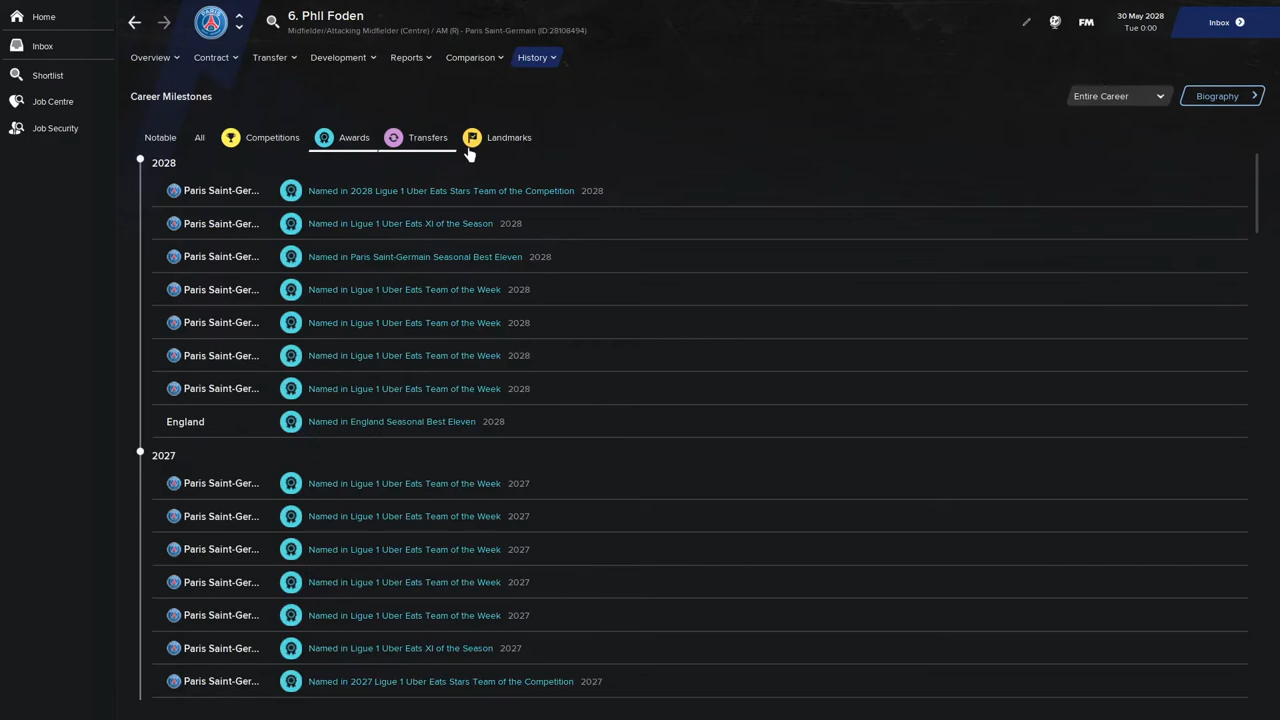 Home
Inbox
Shortlist
Job Centre
Job Security
PARIS
6. Phil Foden
Midfielder/Attacking Midfielder (Centre) / AM (R) - Paris Saint-Germain (ID:28108494)
FM
30 May 2028
Tue 0:00
Inbox
Overview
Contract
Transfer
Development
Reports
Comparison
History
Career Milestones
Entire Career
Biography
Notable
All
Competitions
Awards
Transfers
Landmarks
2028
Paris Saint-Ger... Named in 2028 Ligue 1 Uber Eats Stars Team of the Competition 2028
Paris Saint-Ger... Named in Ligue 1 Uber Eats XI of the Season 2028
Paris Saint-Ger... Named in Paris Saint-Germain Seasonal Best Eleven 2028
Paris Saint-Ger... Named in Ligue 1 Uber Eats Team of the Week 2028
Paris Saint-Ger... Named in Ligue 1 Uber Eats Team of the Week 2028
Paris Saint-Ger... Named in Ligue 1 Uber Eats Team of the Week 2028
Paris Saint-Ger... Named in Ligue 1 Uber Eats Team of the Week 2028
England Named in England Seasonal Best Eleven 2028
2027
Paris Saint-Ger... Named in Ligue 1 Uber Eats Team of the Week 2027
Paris Saint-Ger... Named in Ligue 1 Uber Eats Team of the Week 2027
Paris Saint-Ger... Named in Ligue 1 Uber Eats Team of the Week 2027
Paris Saint-Ger... Named in Ligue 1 Uber Eats Team of the Week 2027
Paris Saint-Ger... Named in Ligue 1 Uber Eats Team of the Week 2027
Paris Saint-Ger... Named in Ligue 1 Uber Eats XI of the Season 2027
Paris Saint-Ger... Named in 2027 Ligue 1 Uber Eats Stars Team of the Competition 2027